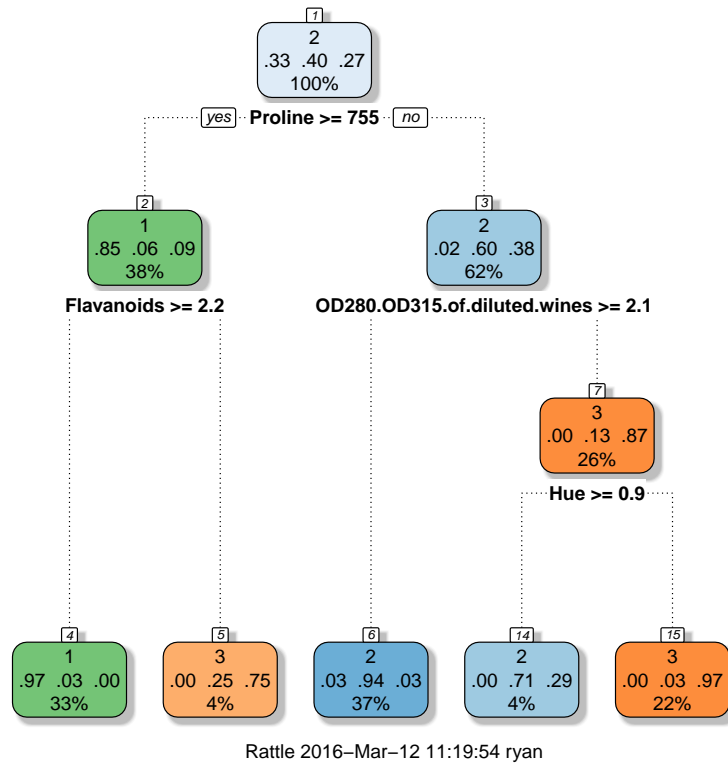 1
2
.33 .40 .27
100%
yes Proline >= 755 no
2 3
1 2
.85 .06 .09 .02 .60 .38
38% 62%
Flavanoids >= 2.2 OD280.OD315.of.diluted.wines >= 2.1
7
3
.00 .13 .87
26%
Hue >= 0.9
4 5 6 14 15
1 3 2 2 3
.97 .03 .00 .00 .25 .75 .03 .94 .03 .00 .71 .29 .00 .03 .97
33% 4% 37% 4% 22%
Rattle 2016–Mar–12 11:19:54 ryan